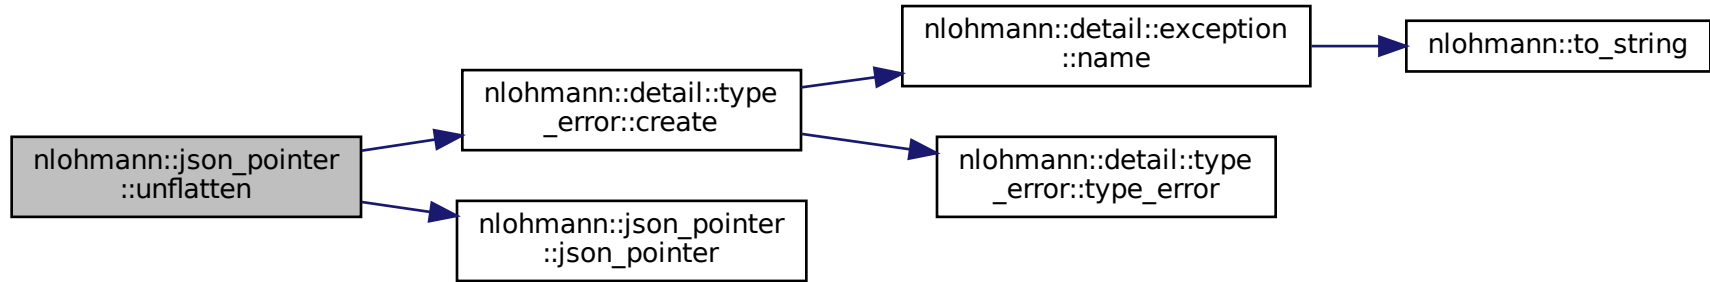 nlohmann::json_pointer
::unflatten
nlohmann::detail::type
_error::create
nlohmann::json_pointer
::json_pointer
nlohmann::detail::exception
::name
nlohmann::detail::type
_error::type_error
nlohmann::to_string